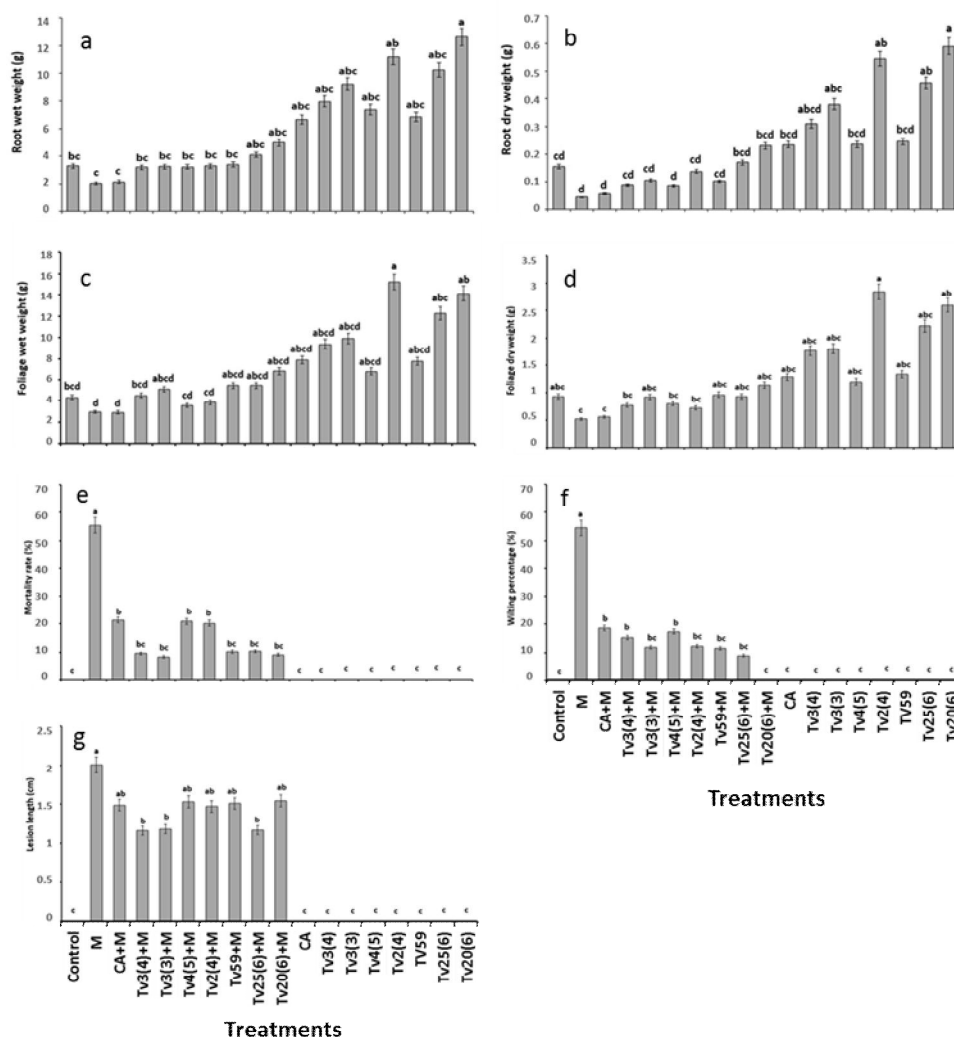 a
Root wet weight (g)
14
12
10
8
6
4
2
0
bc c c bc bc bc bc bc abc abc abc abc abc abc ab abc abc a
b
Root dry weight (g)
0.7
0.6
0.5
0.4
0.3
0.2
0.1
0
cd d d cd cd d cd cd bcd bcd bcd abcd abc bcd ab bcd ab a
c
Foliage wet weight (g)
18
16
14
12
10
8
6
4
2
0
bcd d d bcd abcd cd cd abcd abcd abcd abcd abcd abcd abcd a abcd abc ab
d
Foliage dry weight (g)
3.5
3
2.5
2
1.5
1
0.5
0
abc c c bc abc bc bc abc abc abc abc abc abc abc a abc abc ab
e
Mortality rate (%)
70
60
50
40
30
20
10
0
c a b bc bc b b bc bc bc c c c c c c c c
f
Wilting percentage (%)
70
60
50
40
30
20
10
0
c a b b bc b bc bc bc c c c c c c c c c
Control
M
CA+M
Tv3(4)+M
Tv3(3)+M
Tv4(5)+M
Tv2(4)+M
Tv59+M
Tv25(6)+M
Tv20(6)+M
CA
Tv3(4)
Tv3(3)
Tv4(5)
Tv2(4)
TV59
Tv25(6)
Tv20(6)
Treatments
g
Lesion length (cm)
2.5
2
1.5
1
0.5
0
c a ab b b ab ab ab b ab c c c c c c c c
Control
M
CA+M
Tv3(4)+M
Tv3(3)+M
Tv4(5)+M
Tv2(4)+M
Tv59+M
Tv25(6)+M
Tv20(6)+M
CA
Tv3(4)
Tv3(3)
Tv4(5)
Tv2(4)
TV59
Tv25(6)
Tv20(6)
Treatments